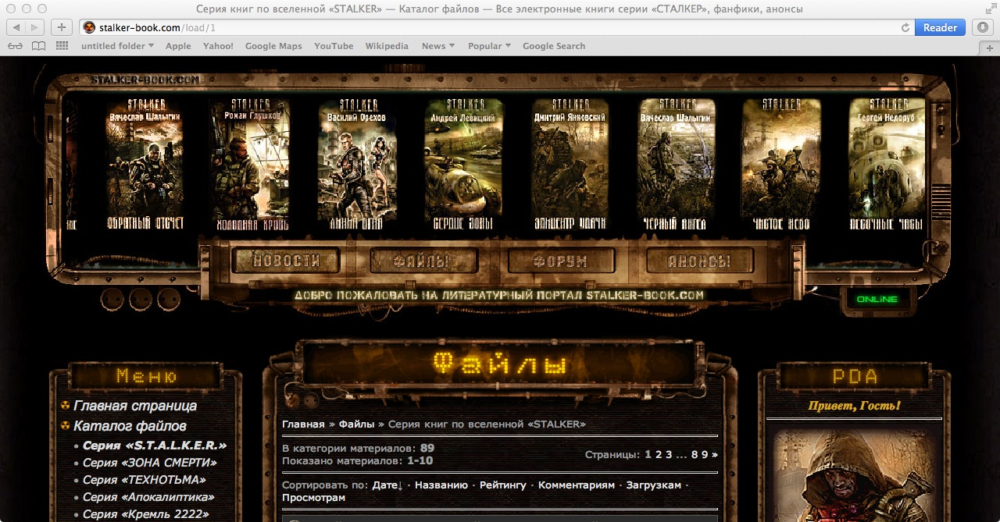 Серия книг по вселенной «STALKER» — Каталог файлов — Все электронные книги серии «СТАЛКЕР», фанфики, анонсы
stalker-book.com/load/1
Reader
untitled folder Apple Yahoo! Google Maps YouTube Wikipedia News Popular Google Search
STALKER-BOOK.COM
STALKER STALKER STALKER STALKER STALKER STALKER STALKER STALKER
Вячеслав Шалыгин Роман Глушков Василий Орехов Андрей Левицкий Дмитрий Янковский Вячеслав Шалыгин Сергей Недоруб
ОБРАТНЫЙ ОТСЧЕТ ХОЛОДНАЯ КРОВЬ ЛИНИЯ ОГНЯ СЕРДЦЕ ЗОНЫ ЭПИЦЕНТР УДАЧИ ЧЕРНЫЙ АНГЕЛ ЧИСТОЕ НЕБО ПЕСОЧНЫЕ ЧАСЫ
НОВОСТИ ФАЙЛЫ ФОРУМ АНОНСЫ
ДОБРО ПОЖАЛОВАТЬ НА ЛИТЕРАТУРНЫЙ ПОРТАЛ STALKER-BOOK.COM
ONLiNE
Меню
Главная страница
Каталог файлов
• Серия «S.T.A.L.K.E.R.»
• Серия «ЗОНА СМЕРТИ»
• Серия «ТЕХНОТЬМА»
• Серия «Апокалиптика»
• Серия «Кремль 2222»
Файлы
Главная » Файлы » Серия книг по вселенной «STALKER»
В категории материалов: 89
Показано материалов: 1-10
Страницы: 1 2 3 ... 8 9 »
Сортировать по: Дате↓ · Названию · Рейтингу · Комментариям · Загрузкам ·
Просмотрам
PDA
Привет, Гость!